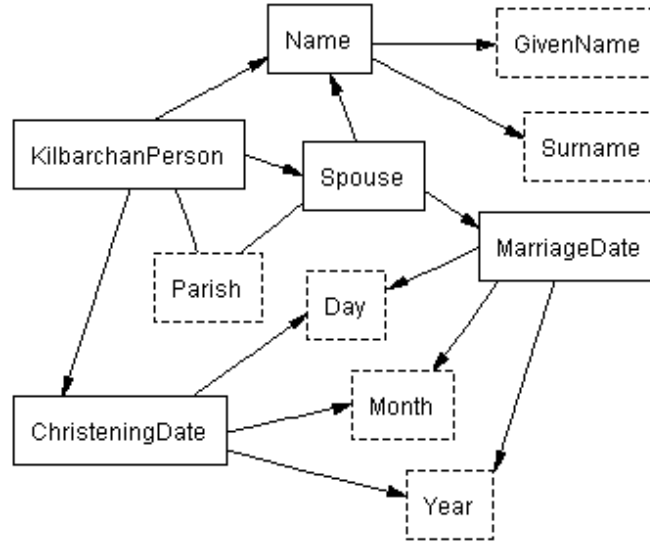 Name
GivenName
KilbarchanPerson
Spouse
Surname
MarriageDate
Parish
Day
ChristeningDate
Month
Year